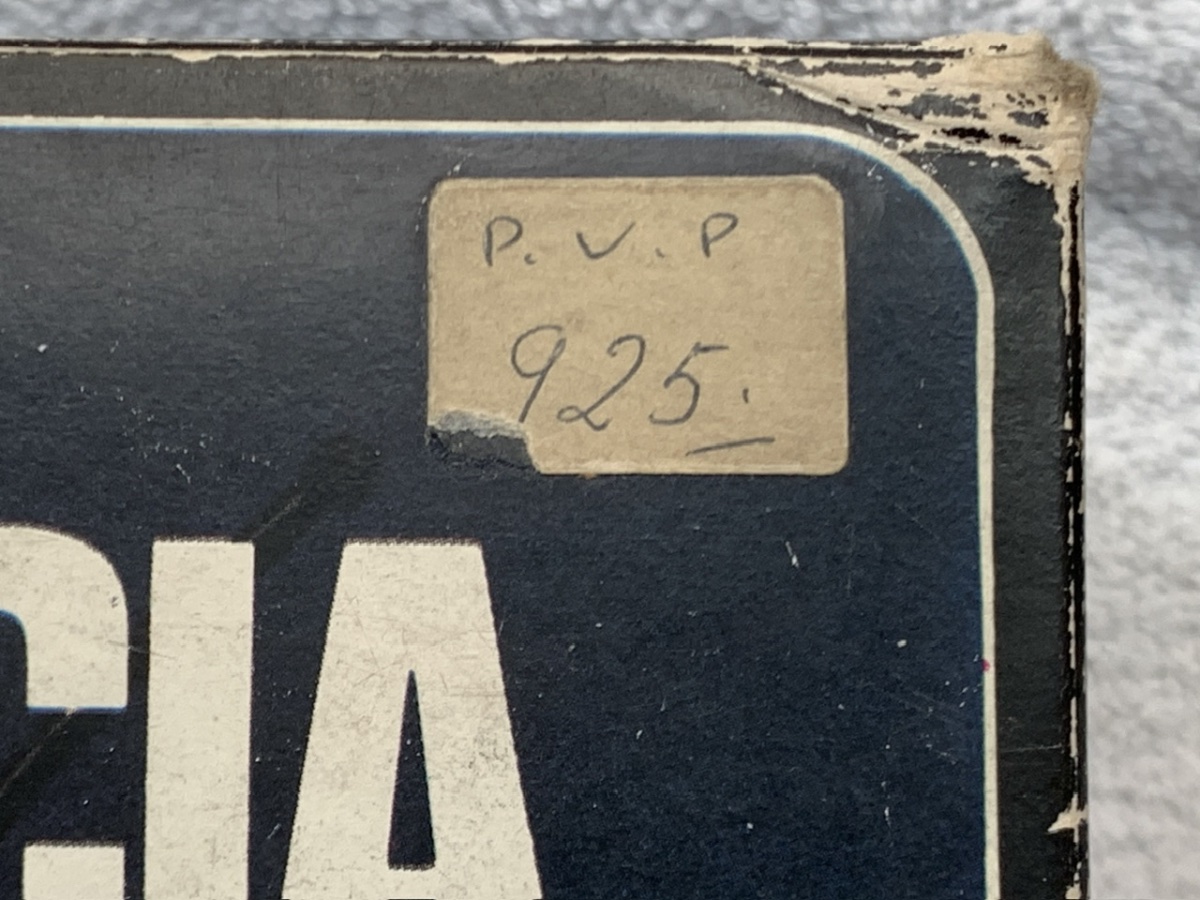 P. V. P
925.
CIA